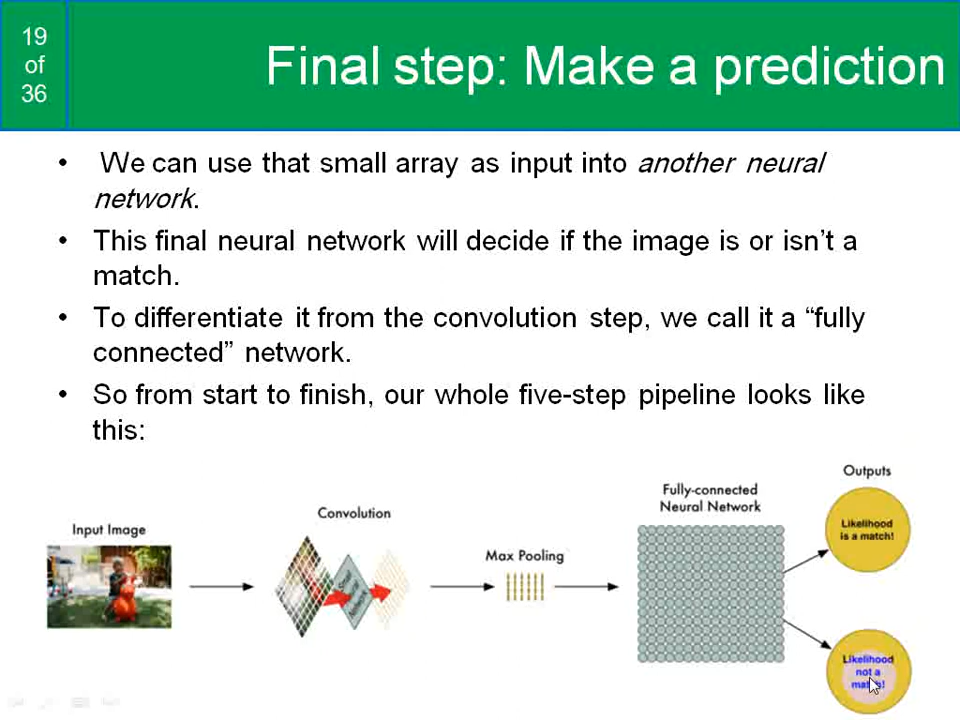 19
of
36
Final step: Make a prediction
• We can use that small array as input into another neural
network.
• This final neural network will decide if the image is or isn’t a
match.
• To differentiate it from the convolution step, we call it a “fully
connected” network.
• So from start to finish, our whole five-step pipeline looks like
this:
Input Image
Convolution
Small
Neural
Network
Max Pooling
Fully-connected
Neural Network
Outputs
Likelihood
is a match!
Likelihood
not a
match!